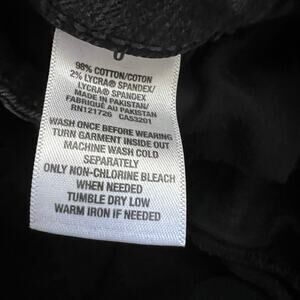 98% COTTON/COTON
2% LYCRA® SPANDEX/
LYCRA® SPANDEX
MADE IN PAKISTAN/
FABRIQUÉ AU PAKISTAN
RN121726 CA53201
WASH ONCE BEFORE WEARING
TURN GARMENT INSIDE OUT
MACHINE WASH COLD
SEPARATELY
ONLY NON-CHLORINE BLEACH
WHEN NEEDED
TUMBLE DRY LOW
WARM IRON IF NEEDED